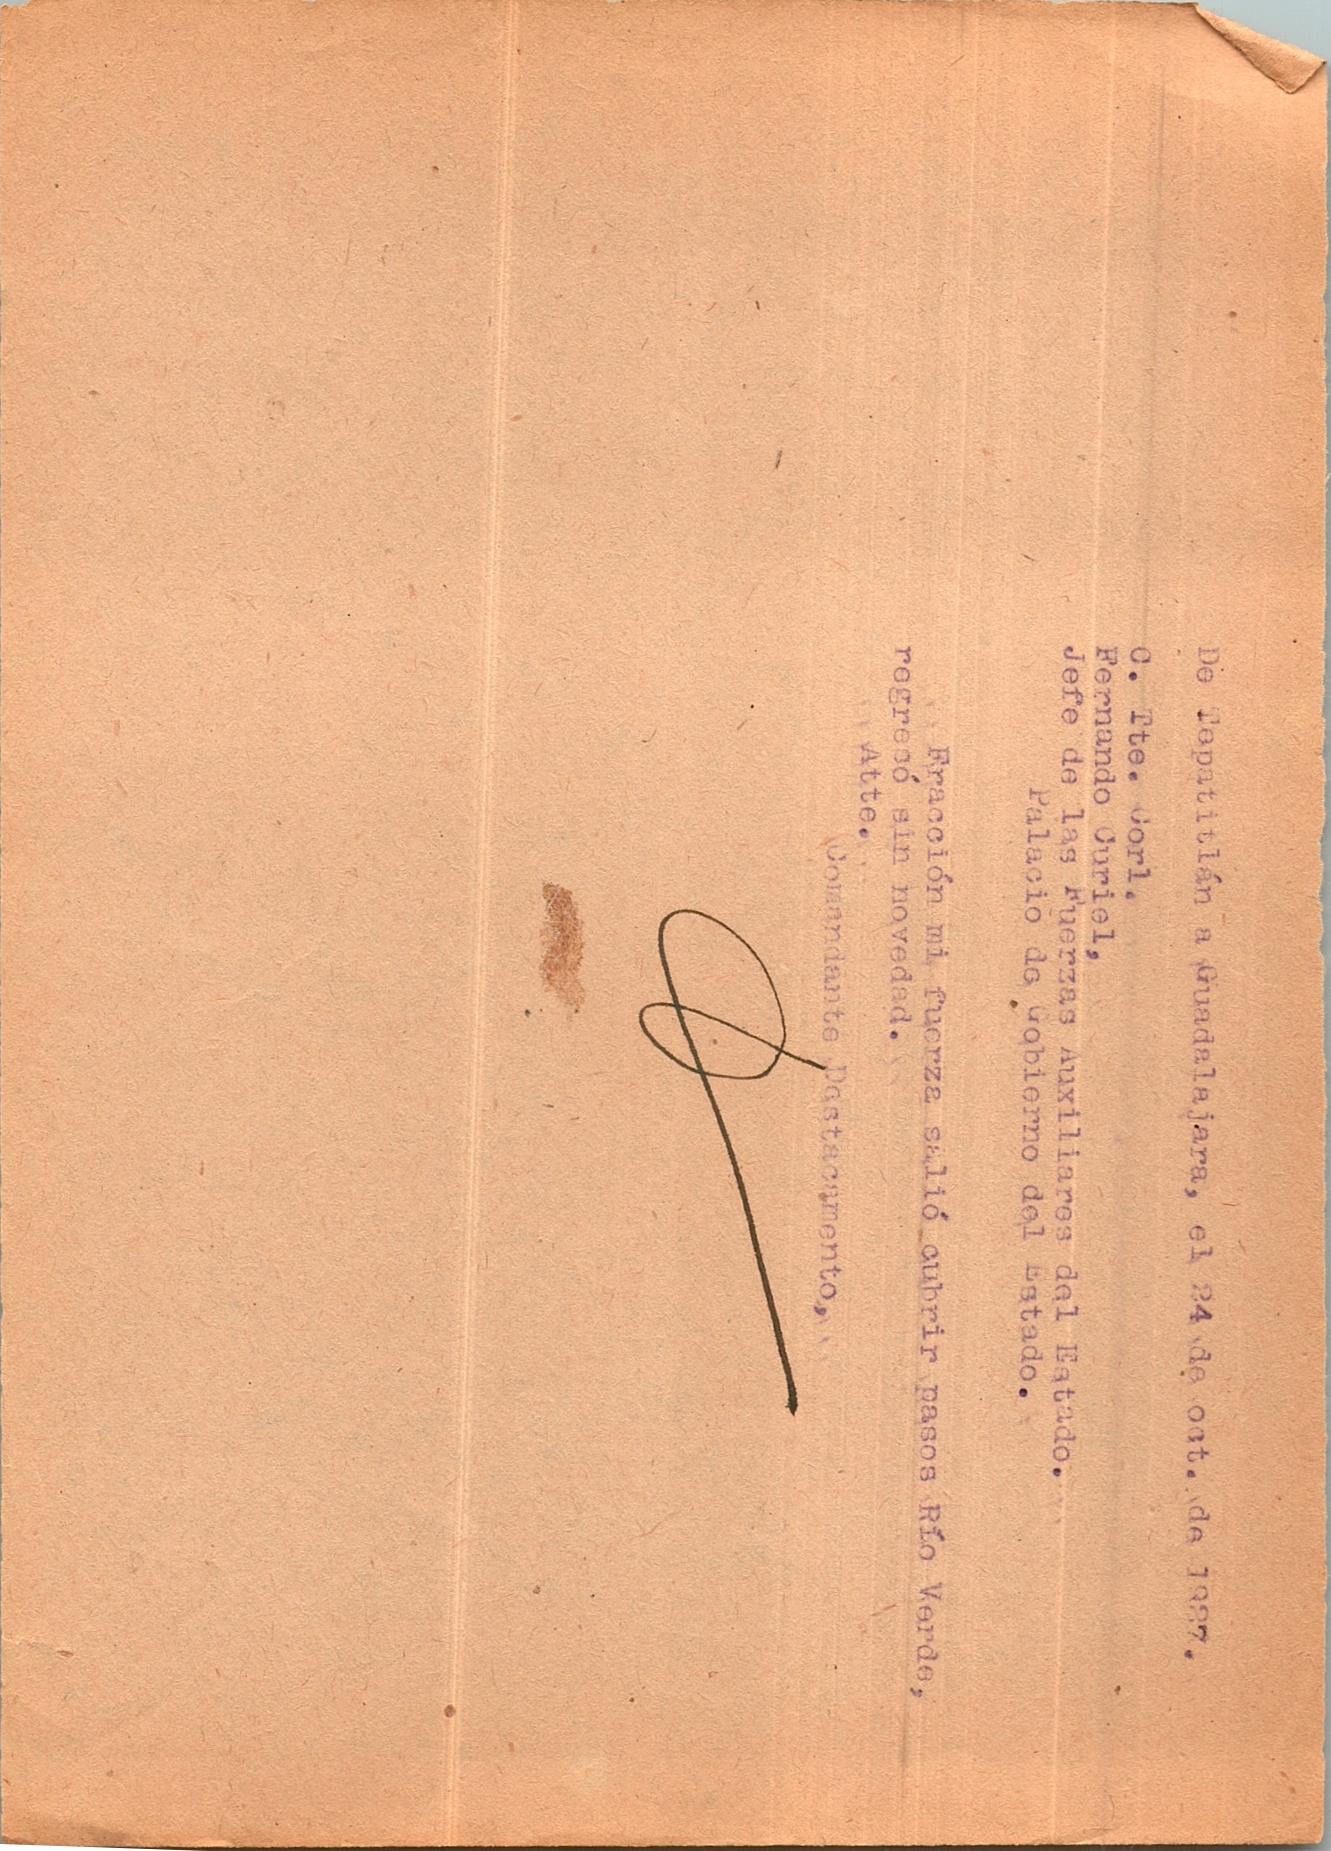 De Tepatitlán a Guadalajara, el 24 de oct. de 1927.
C. Tte. Corl.
Fernando Curiel,
Jefe de las Fuerzas Auxiliares del Estado.
Palacio de Gobierno del Estado.
Fracción mi fuerza salió cubrir pasos Río Verde,
regresó sin novedad.
Atte.
Comandante Destacamento,